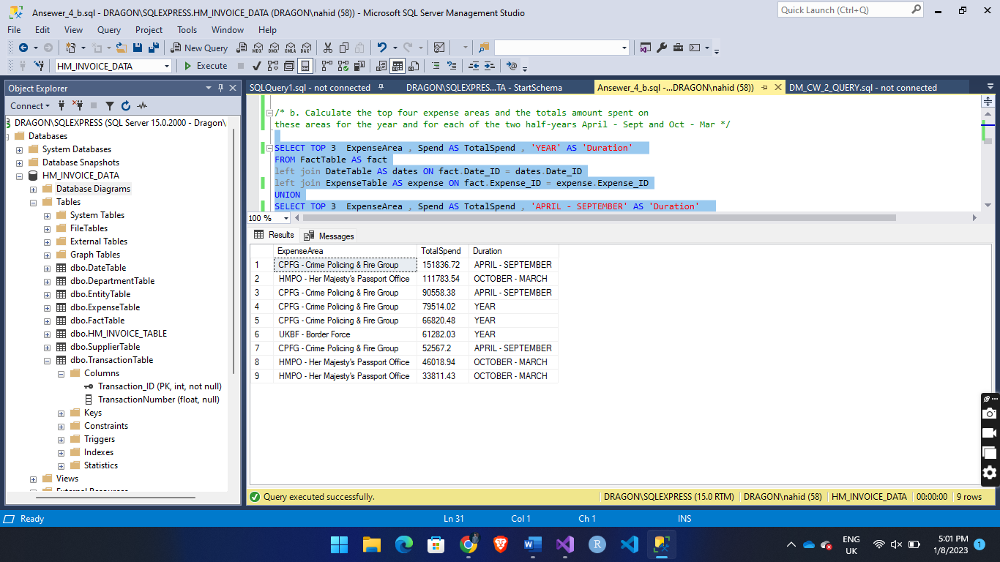 Ansewer_4_b.sql - DRAGON\SQLEXPRESS.HM_INVOICE_DATA (DRAGON\nahid (58)) - Microsoft SQL Server Management Studio
Quick Launch (Ctrl+Q)
File Edit View Query Project Tools Window Help
New Query MDX DMX XMLA DAX
HM_INVOICE_DATA Execute
Object Explorer
SQLQuery1.sql - not connected DRAGON\SQLEXPRES...TA - StartSchema Ansewer_4_b.sql -...DRAGON\nahid (58)) DM_CW_2_QUERY.sql - not connected
Connect
DRAGON\SQLEXPRESS (SQL Server 15.0.2000 - Dragon\
Databases
System Databases
Database Snapshots
HM_INVOICE_DATA
Database Diagrams
Tables
System Tables
FileTables
External Tables
Graph Tables
dbo.DateTable
dbo.DepartmentTable
dbo.EntityTable
dbo.ExpenseTable
dbo.FactTable
dbo.HM_INVOICE_TABLE
dbo.SupplierTable
dbo.TransactionTable
Columns
Transaction_ID (PK, int, not null)
TransactionNumber (float, null)
Keys
Constraints
Triggers
Indexes
Statistics
Views
External Resources
/* b. Calculate the top four expense areas and the totals amount spent on
these areas for the year and for each of the two half-years April - Sept and Oct - Mar */
SELECT TOP 3  ExpenseArea , Spend AS TotalSpend , 'YEAR' AS 'Duration'
FROM FactTable AS fact
left join DateTable AS dates ON fact.Date_ID = dates.Date_ID
left join ExpenseTable AS expense ON fact.Expense_ID = expense.Expense_ID
UNION
SELECT TOP 3  ExpenseArea , Spend AS TotalSpend , 'APRIL - SEPTEMBER' AS 'Duration'
100 %
Results Messages
ExpenseArea TotalSpend Duration
1 CPFG - Crime Policing & Fire Group 151836.72 APRIL - SEPTEMBER
2 HMPO - Her Majesty's Passport Office 111783.54 OCTOBER - MARCH
3 CPFG - Crime Policing & Fire Group 90558.38 APRIL - SEPTEMBER
4 CPFG - Crime Policing & Fire Group 79514.02 YEAR
5 CPFG - Crime Policing & Fire Group 66820.48 YEAR
6 UKBF - Border Force 61282.03 YEAR
7 CPFG - Crime Policing & Fire Group 52567.2 APRIL - SEPTEMBER
8 HMPO - Her Majesty's Passport Office 46018.94 OCTOBER - MARCH
9 HMPO - Her Majesty's Passport Office 33811.43 OCTOBER - MARCH
Query executed successfully. DRAGON\SQLEXPRESS (15.0 RTM) DRAGON\nahid (58) HM_INVOICE_DATA 00:00:00 9 rows
Ready Ln 31 Col 1 Ch 1 INS
ENG
UK
5:01 PM
1/8/2023
1